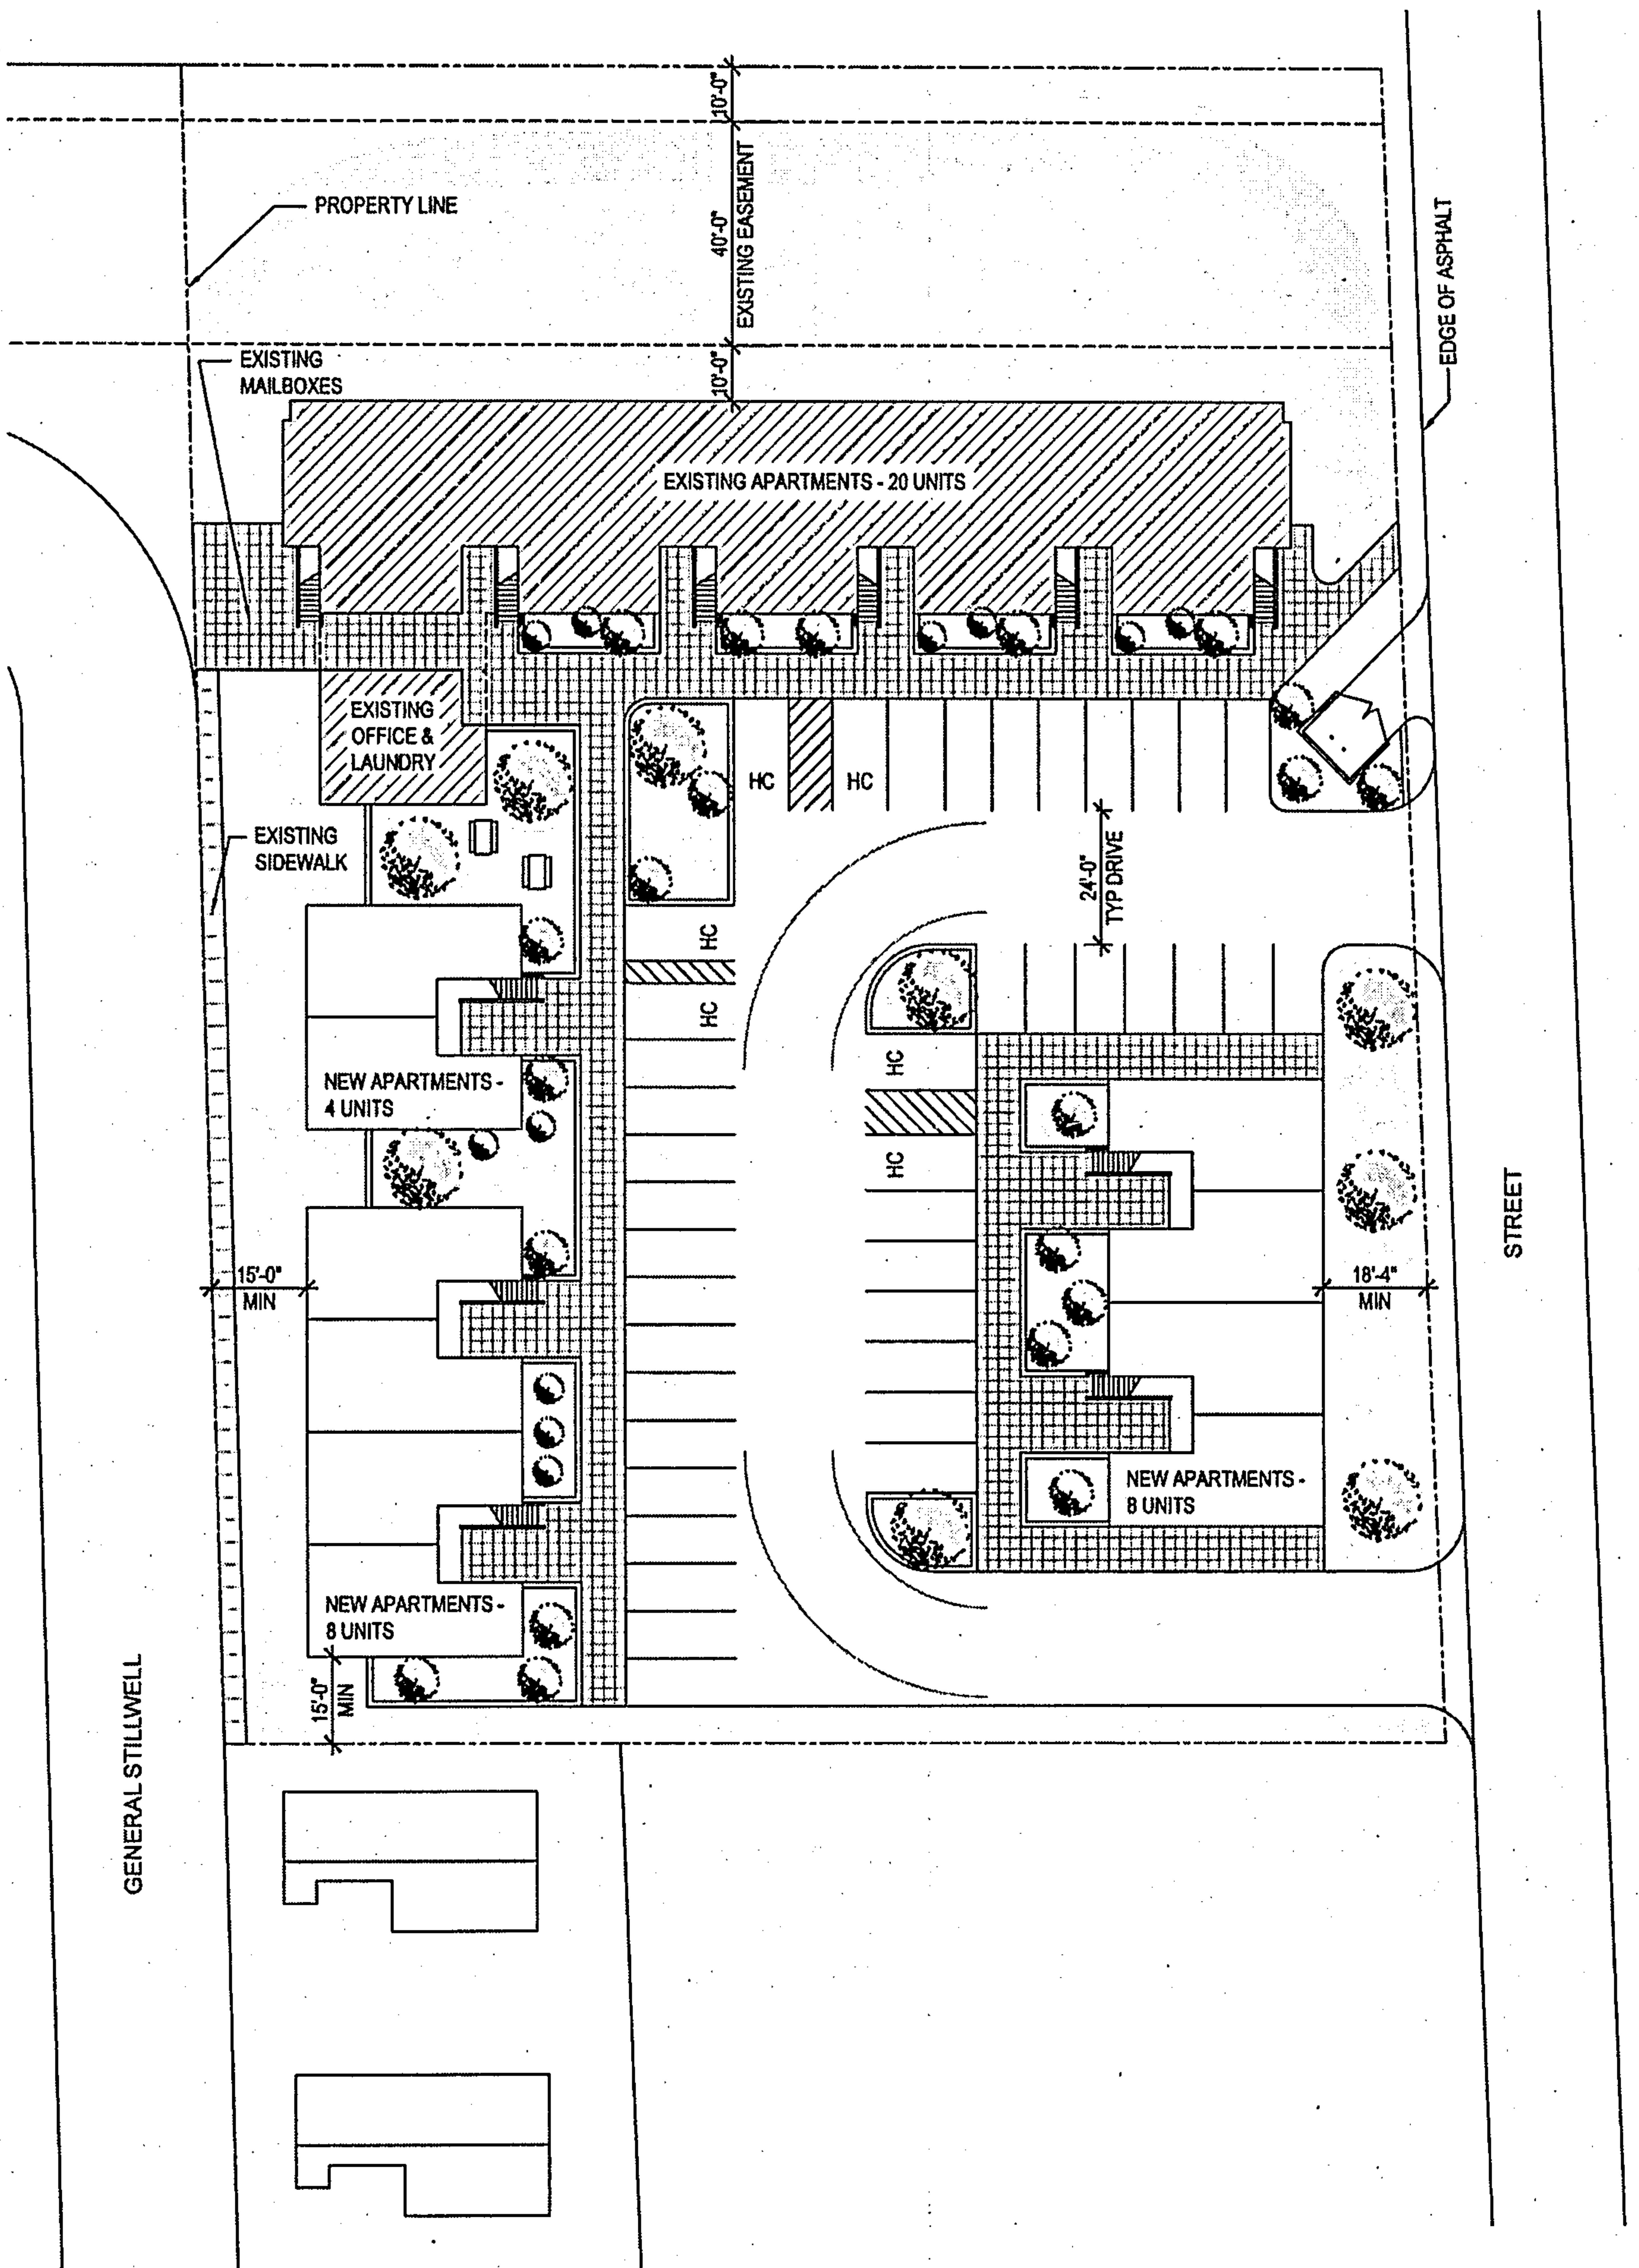 10'-0"
PROPERTY LINE
40'-0"
EXISTING EASEMENT
EDGE OF ASPHALT
EXISTING
MAILBOXES
10'-0"
EXISTING APARTMENTS - 20 UNITS
EXISTING
OFFICE &
LAUNDRY
HC
HC
EXISTING
SIDEWALK
24'-0"
TYP DRIVE
HC
HC
HC
HC
NEW APARTMENTS -
4 UNITS
STREET
15'-0"
MIN
18'-4"
MIN
NEW APARTMENTS -
8 UNITS
NEW APARTMENTS -
8 UNITS
15'-0"
MIN
GENERAL STILLWELL